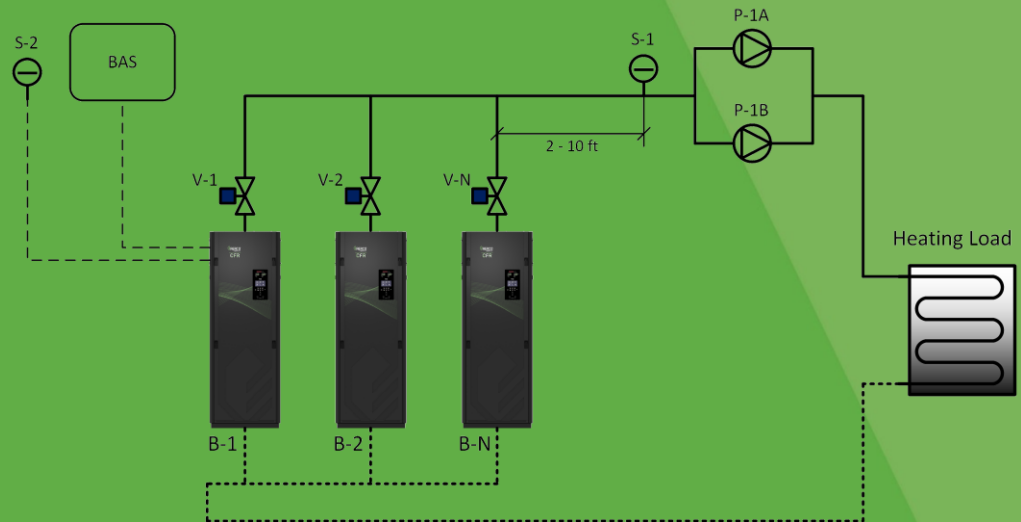 S-2
BAS
S-1
P-1A
P-1B
2 - 10 ft
V-1
V-2
V-N
Heating Load
B-1
B-2
B-N